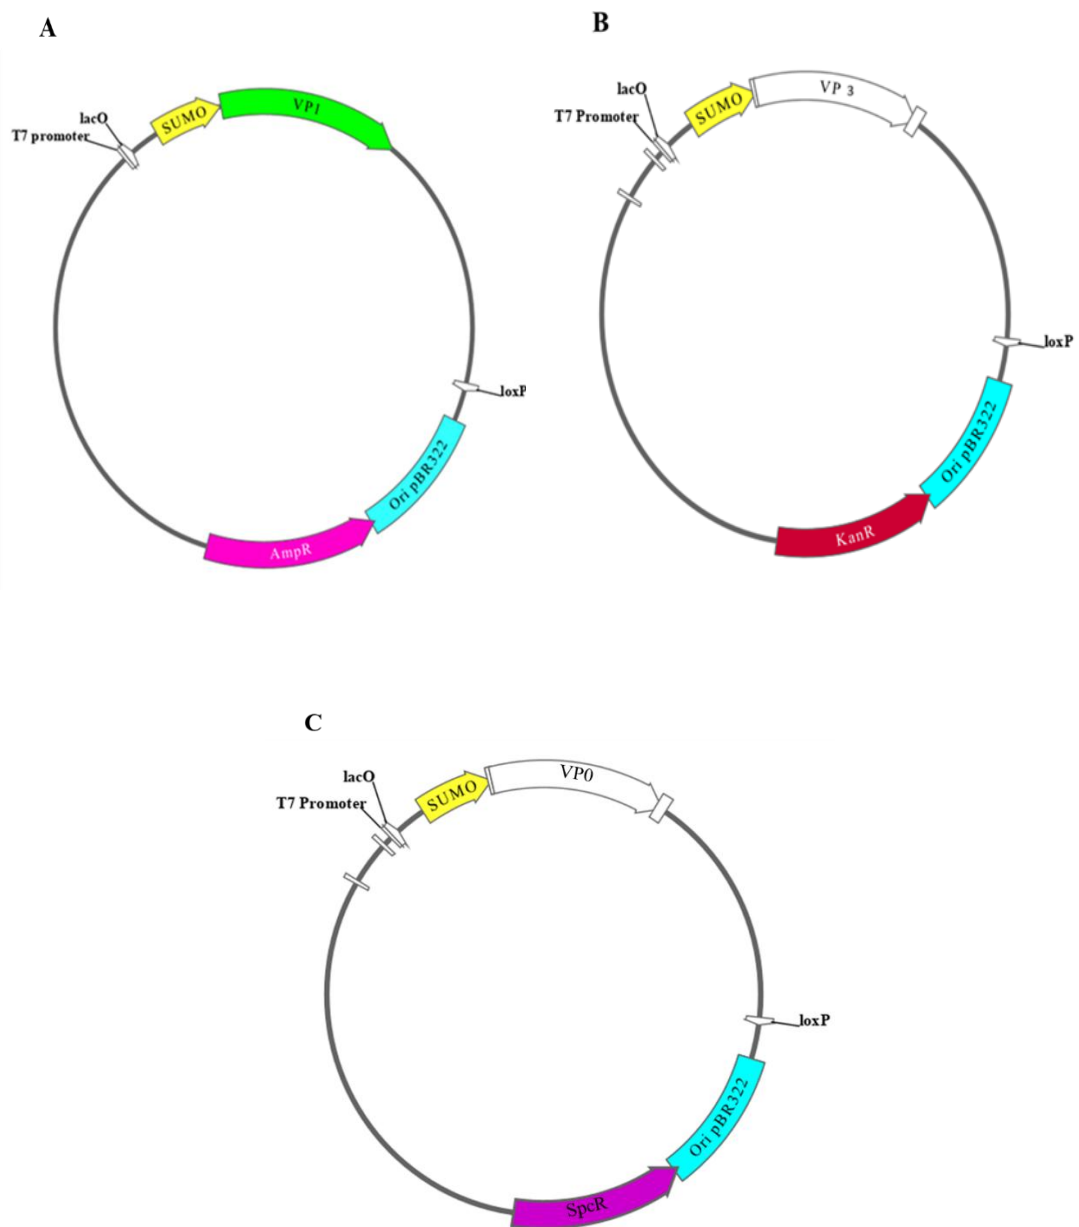 A
lacO
T7 promoter
SUMO
VP1
loxP
Ori pBR322
AmpR
B
lacO
T7 Promoter
SUMO
VP 3
loxP
Ori pBR322
KanR
C
lacO
T7 Promoter
SUMO
VP0
loxP
Ori pBR322
SpcR